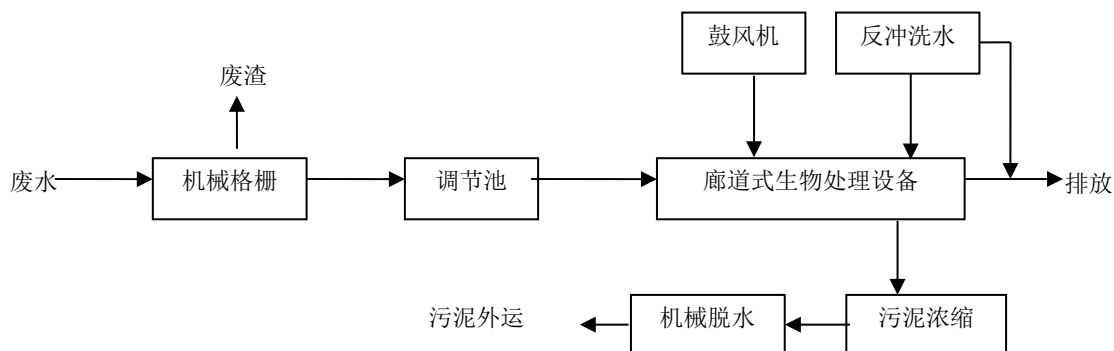 鼓风机
反冲洗水
废渣
废水
机械格栅
调节池
廊道式生物处理设备
排放
污泥外运
机械脱水
污泥浓缩